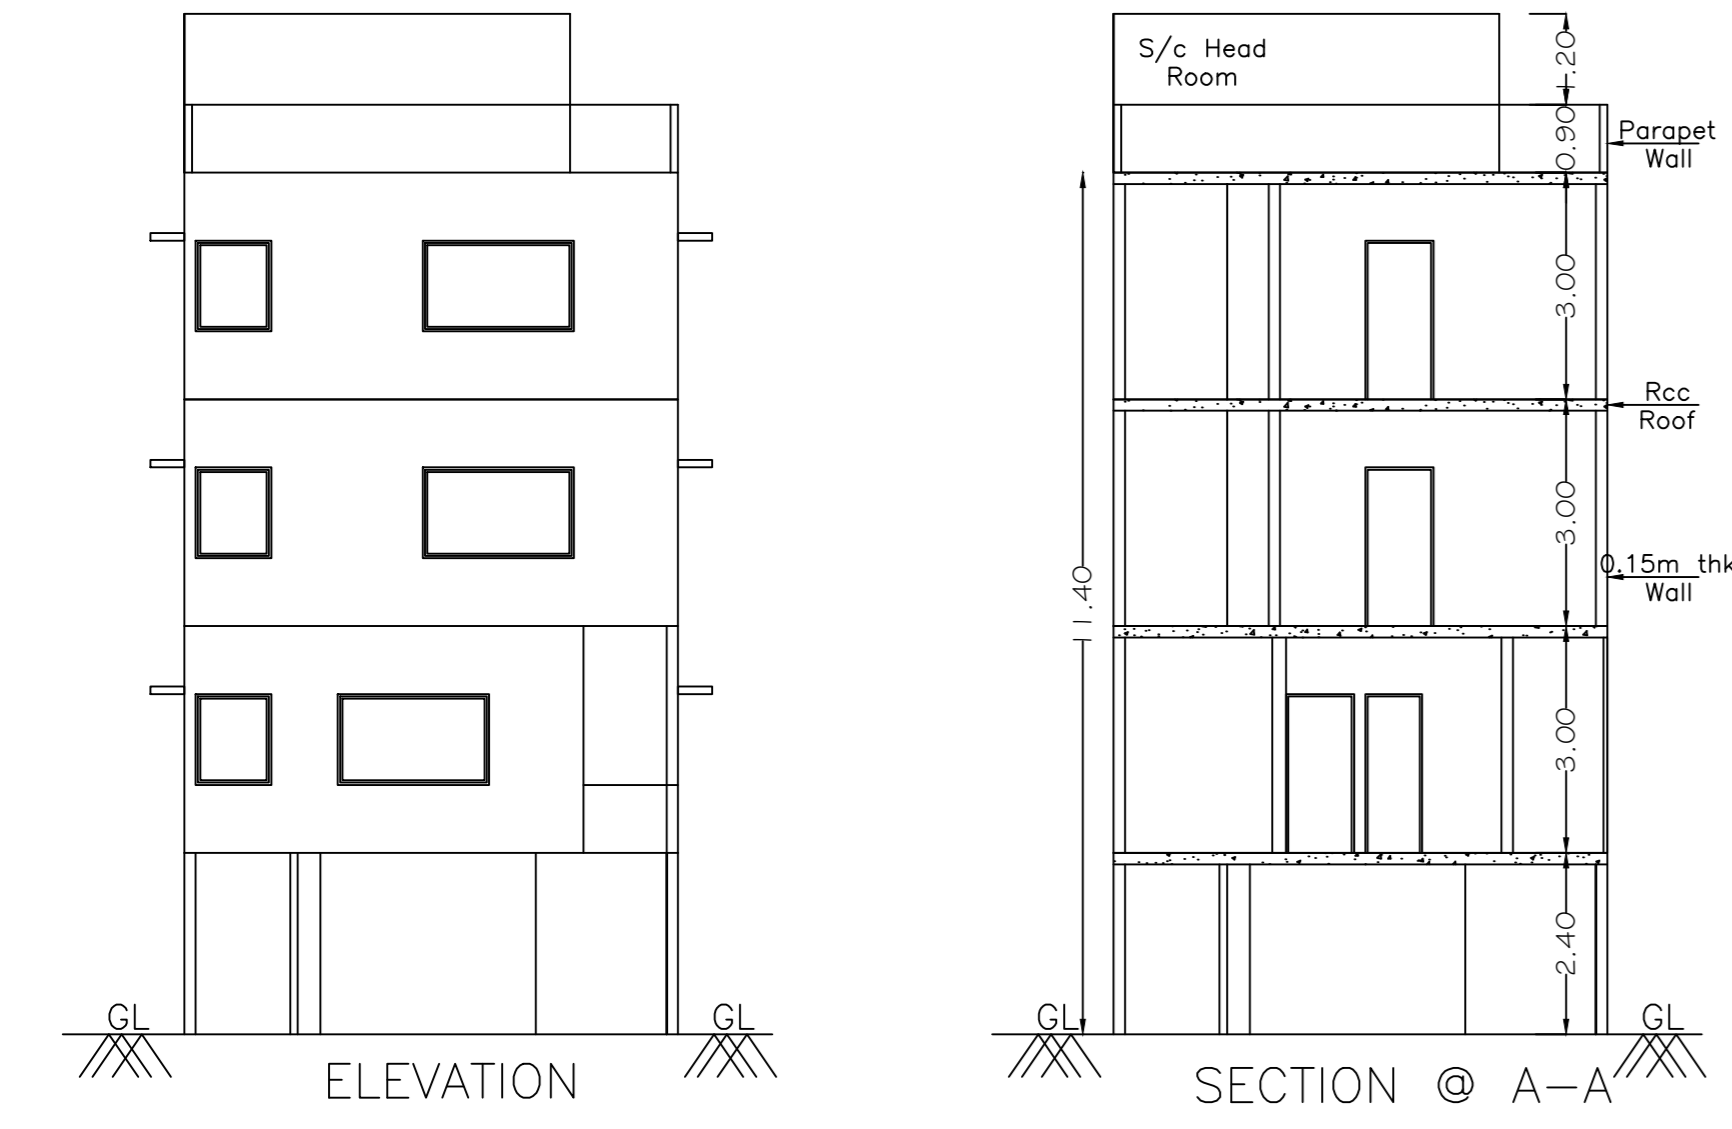 S/c Head
Room
1.20
0.90
Parapet
Wall
3.00
Rcc
Roof
3.00
0.15m thk
Wall
11.40
3.00
2.40
GL
GL
GL
GL
ELEVATION
SECTION @ A-A